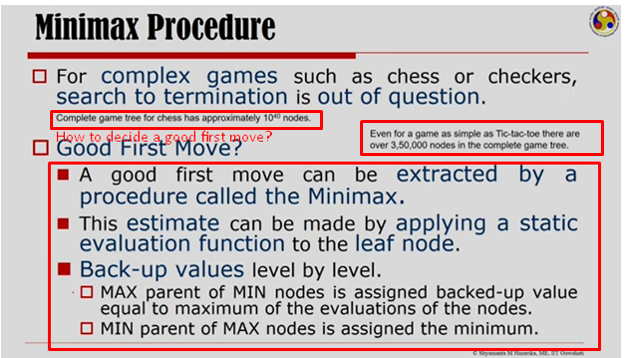 Minimax Procedure
For complex games such as chess or checkers,
search to termination is out of question.
Complete game tree for chess has approximately 10⁴⁰ nodes.
How to decide a good first move?
Even for a game as simple as Tic-tac-toe there are
over 3,50,000 nodes in the complete game tree.
Good First Move?
A good first move can be extracted by a
procedure called the Minimax.
This estimate can be made by applying a static
evaluation function to the leaf node.
Back-up values level by level.
MAX parent of MIN nodes is assigned backed-up value
equal to maximum of the evaluations of the nodes.
MIN parent of MAX nodes is assigned the minimum.
© Shyamanta M Hazarika, ME, IIT Guwahati